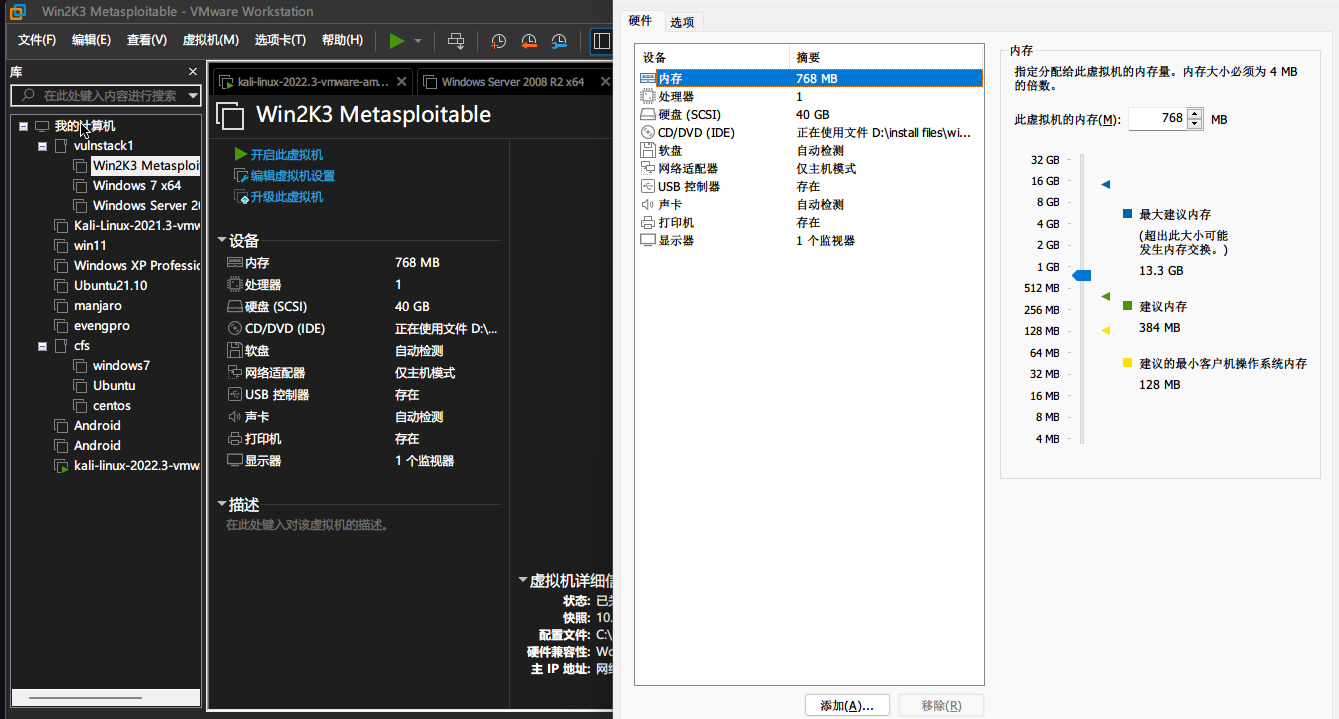 Win2K3 Metasploitable - VMware Workstation
文件(F) 编辑(E) 查看(V) 虚拟机(M) 选项卡(T) 帮助(H)
库
在此处键入内容进行搜索
我的计算机
vulnstack1
Win2K3 Metasploi
Windows 7 x64
Windows Server 20
Kali-Linux-2021.3-vmw
win11
Windows XP Professic
Ubuntu21.10
manjaro
evengpro
cfs
windows7
Ubuntu
centos
Android
Android
kali-linux-2022.3-vmw
kali-linux-2022.3-vmware-am... Windows Server 2008 R2 x64
Win2K3 Metasploitable
开启此虚拟机
编辑虚拟机设置
升级此虚拟机
设备
内存 768 MB
处理器 1
硬盘 (SCSI) 40 GB
CD/DVD (IDE) 正在使用文件 D:\...
软盘 自动检测
网络适配器 仅主机模式
USB 控制器 存在
声卡 自动检测
打印机 存在
显示器 1 个监视器
描述
在此处键入对该虚拟机的描述。
虚拟机详细信
状态: 已关
快照: 10.
配置文件: C:\
硬件兼容性: Wo
主 IP 地址: 网络
硬件 选项
设备 摘要
内存 768 MB
处理器 1
硬盘 (SCSI) 40 GB
CD/DVD (IDE) 正在使用文件 D:\install files\wi...
软盘 自动检测
网络适配器 仅主机模式
USB 控制器 存在
声卡 自动检测
打印机 存在
显示器 1 个监视器
添加(A)... 移除(R)
内存
指定分配给此虚拟机的内存量。内存大小必须为 4 MB
的倍数。
此虚拟机的内存(M): 768 MB
32 GB
16 GB
8 GB
4 GB
2 GB
1 GB
512 MB
256 MB
128 MB
64 MB
32 MB
16 MB
8 MB
4 MB
最大建议内存
(超出此大小可能
发生内存交换。)
13.3 GB
建议内存
384 MB
建议的最小客户机操作系统内存
128 MB